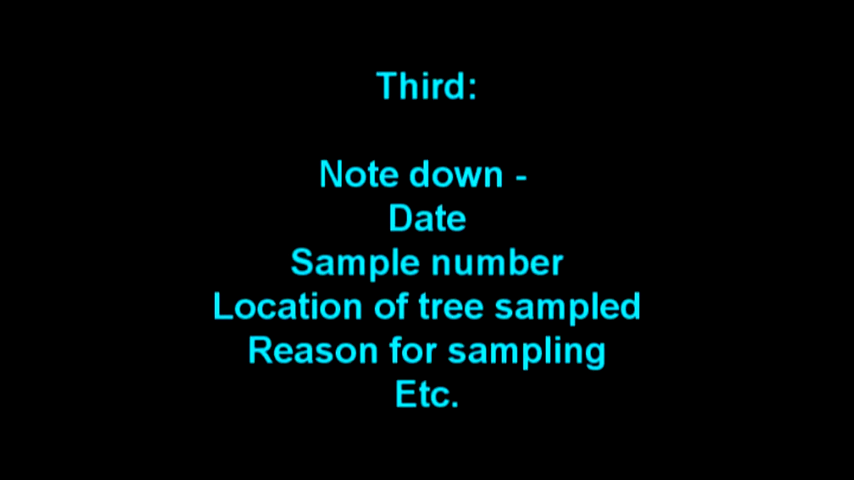 Third:
Note down -
Date
Sample number
Location of tree sampled
Reason for sampling
Etc.